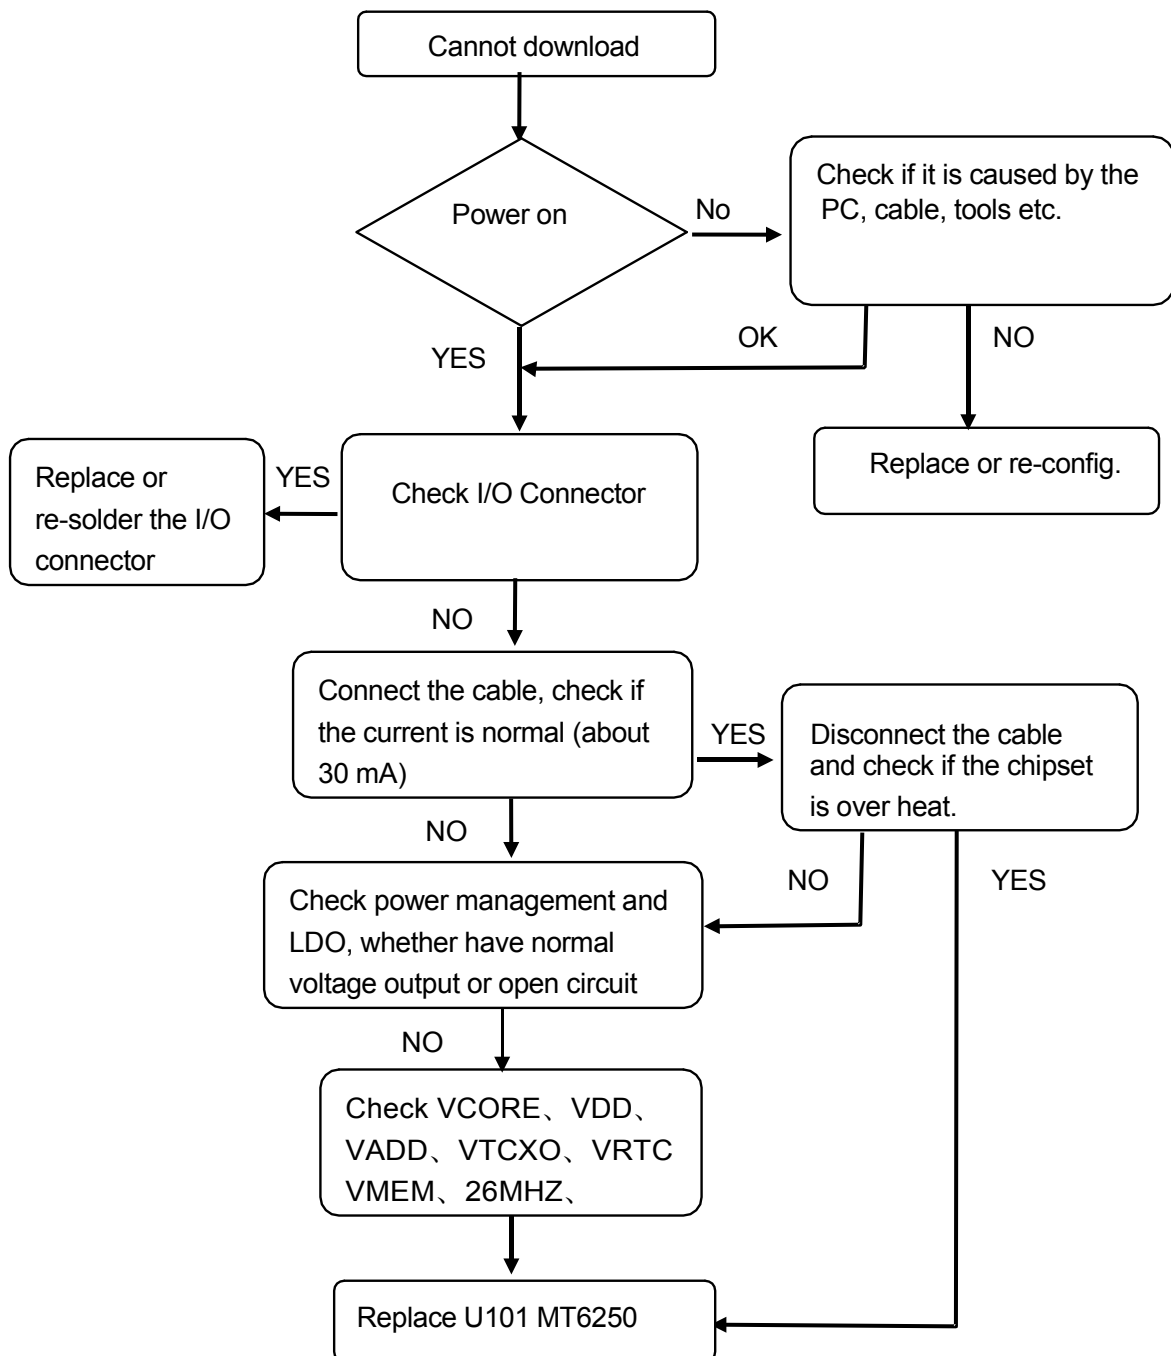 Cannot download
Power on
No
Check if it is caused by the
PC, cable, tools etc.
YES
OK
NO
Replace or re-config.
Check I/O Connector
YES
Replace or
re-solder the I/O
connector
NO
Connect the cable, check if
the current is normal (about
30 mA)
YES
Disconnect the cable
and check if the chipset
is over heat.
NO
NO
YES
Check power management and
LDO, whether have normal
voltage output or open circuit
NO
Check VCORE、VDD、
VADD、VTCXO、VRTC
VMEM、26MHZ、
Replace U101 MT6250